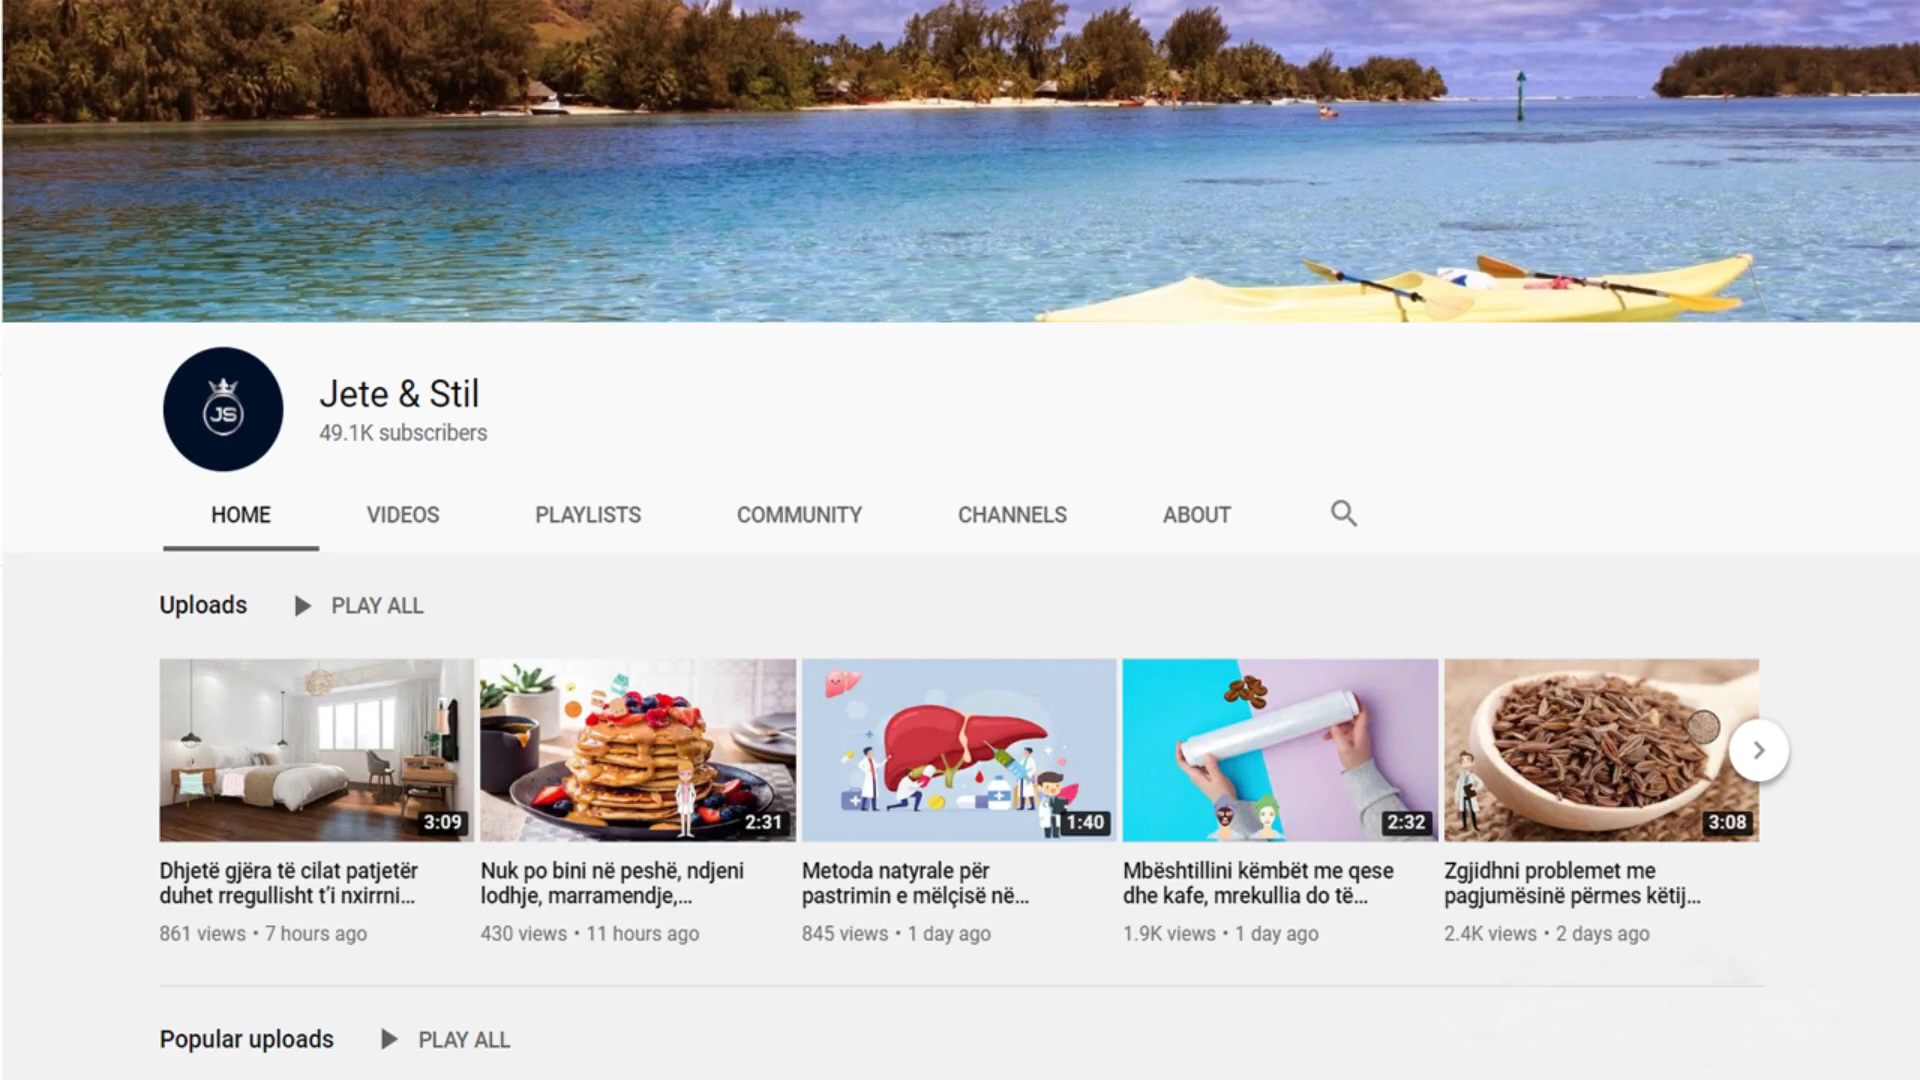 JS
Jete & Stil
49.1K subscribers
HOME VIDEOS PLAYLISTS COMMUNITY CHANNELS ABOUT
Uploads PLAY ALL
3:09 2:31 1:40 2:32 3:08
Dhjetë gjëra të cilat patjetër
duhet rregullisht t’i nxirrni...
861 views • 7 hours ago
Nuk po bini në peshë, ndjeni
lodhje, marramendje,...
430 views • 11 hours ago
Metoda natyrale për
pastrimin e mëlçisë në...
845 views • 1 day ago
Mbështillini këmbët me qese
dhe kafe, mrekullia do të...
1.9K views • 1 day ago
Zgjidhni problemet me
pagjumësinë përmes këtij...
2.4K views • 2 days ago
Popular uploads PLAY ALL